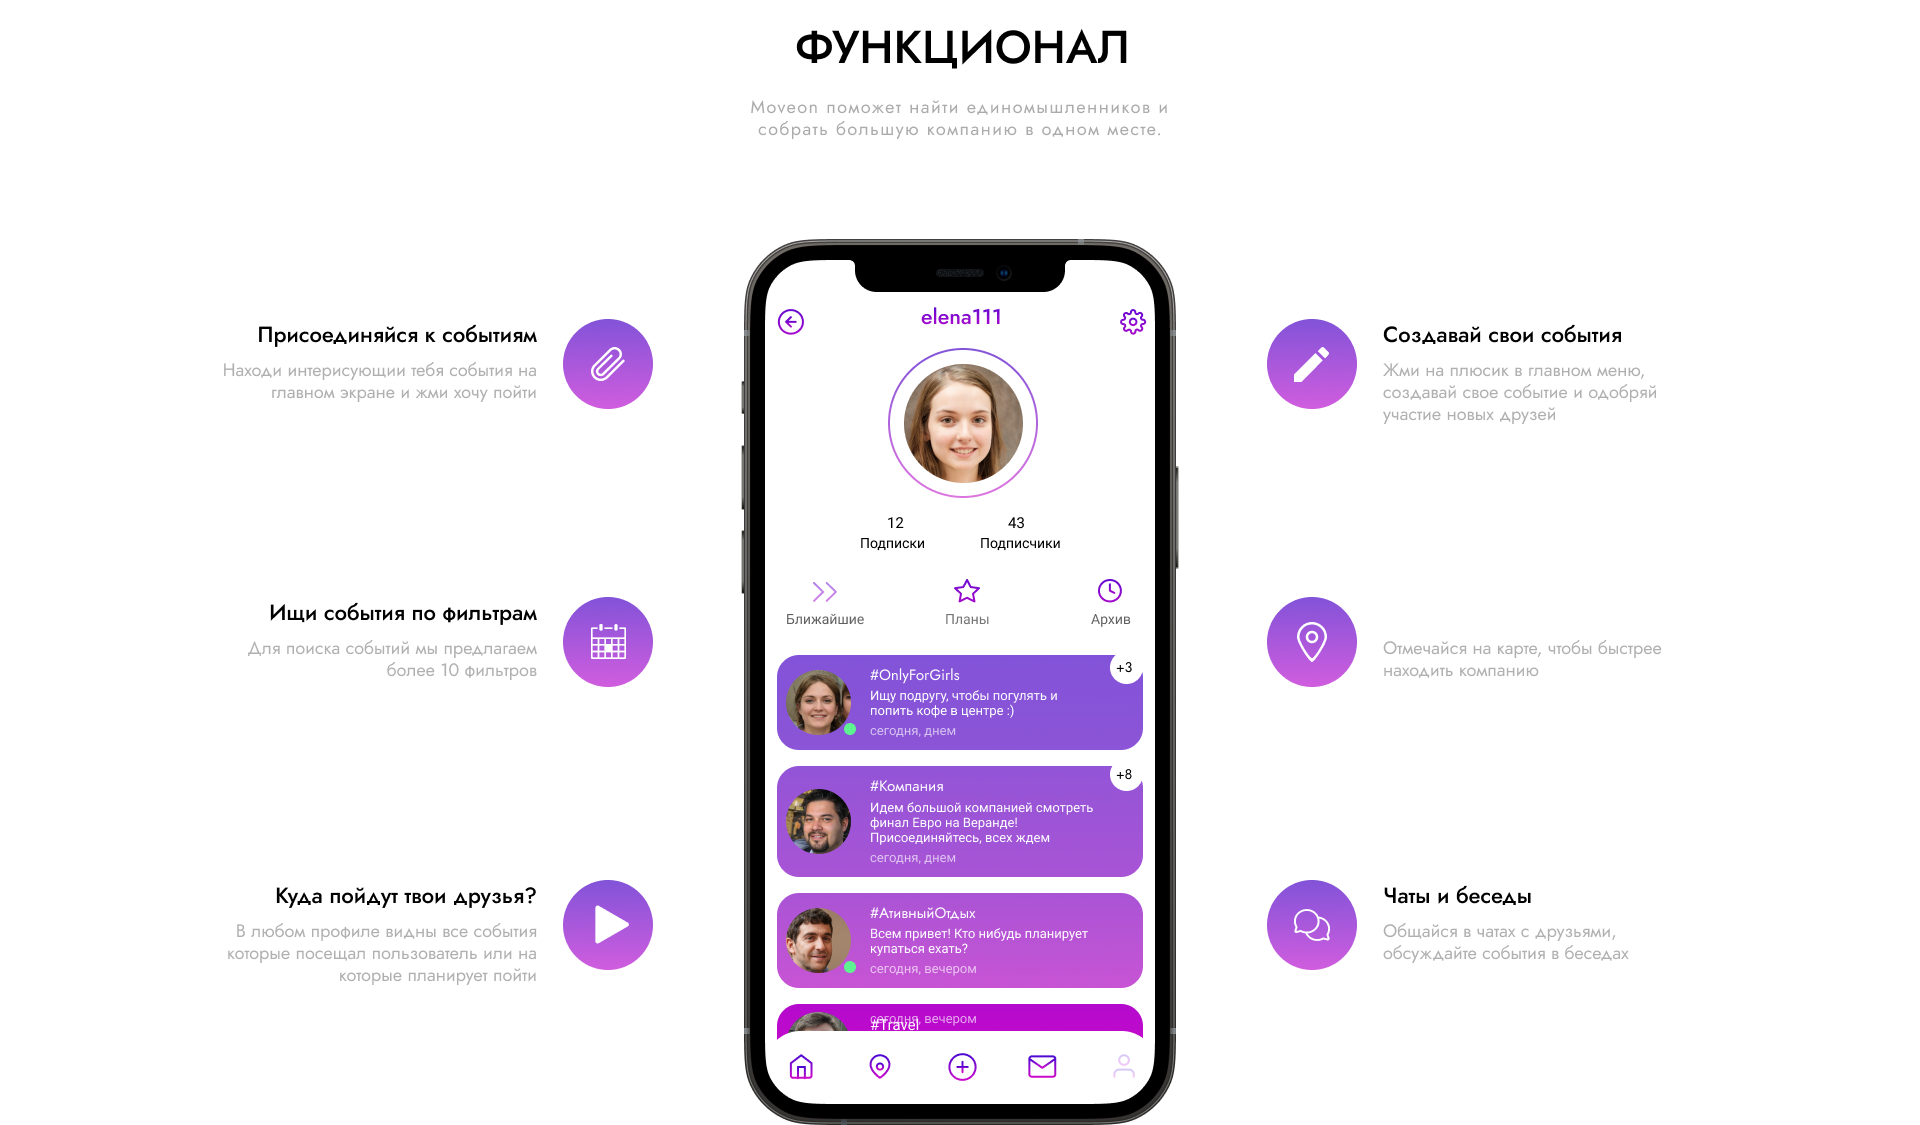 ФУНКЦИОНАЛ
Moveon поможет найти единомышленников и
собрать большую компанию в одном месте.
Присоединяйся к событиям
Находи интерисующии тебя события на
главном экране и жми хочу пойти
Ищи события по фильтрам
Для поиска событий мы предлагаем
более 10 фильтров
Куда пойдут твои друзья?
В любом профиле видны все события
которые посещал пользователь или на
которые планирует пойти
elena111
12
Подписки
43
Подписчики
Ближайшие
Планы
Архив
#OnlyForGirls
+3
Ищу подругу, чтобы погулять и
попить кофе в центре :)
сегодня, днем
#Компания
+8
Идем большой компанией смотреть
финал Евро на Веранде!
Присоединяйтесь, всех ждем
сегодня, днем
#АтивныйОтдых
Всем привет! Кто нибудь планирует
купаться ехать?
сегодня, вечером
сегодня, вечером
#Travel
Создавай свои события
Жми на плюсик в главном меню,
создавай свое событие и одобряй
участие новых друзей
Отмечайся на карте, чтобы быстрее
находить компанию
Чаты и беседы
Общайся в чатах с друзьями,
обсуждайте события в беседах